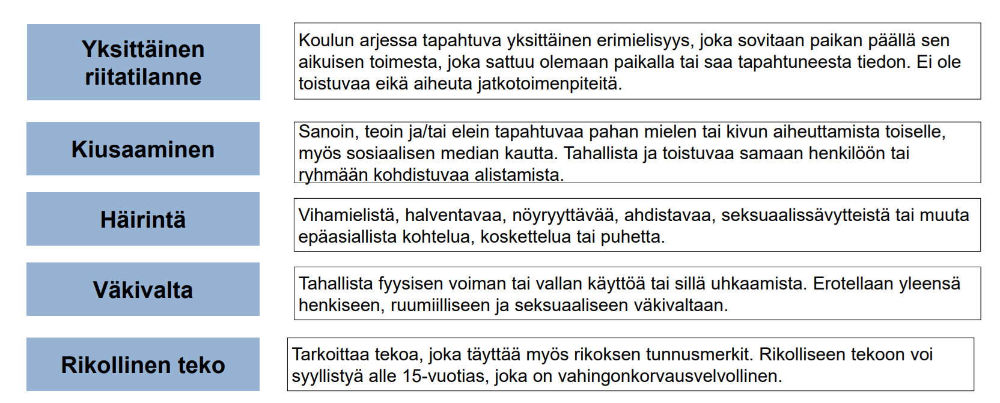 Yksittäinen
riitatilanne
Koulun arjessa tapahtuva yksittäinen erimielisyys, joka sovitaan paikan päällä sen
aikuisen toimesta, joka sattuu olemaan paikalla tai saa tapahtuneesta tiedon. Ei ole
toistuvaa eikä aiheuta jatkotoimenpiteitä.
Kiusaaminen
Sanoin, teoin ja/tai elein tapahtuvaa pahan mielen tai kivun aiheuttamista toiselle,
myös sosiaalisen median kautta. Tahallista ja toistuvaa samaan henkilöön tai
ryhmään kohdistuvaa alistamista.
Häirintä
Vihamielistä, halventavaa, nöyryyttävää, ahdistavaa, seksuaalissävytteistä tai muuta
epäasiallista kohtelua, koskettelua tai puhetta.
Väkivalta
Tahallista fyysisen voiman tai vallan käyttöä tai sillä uhkaamista. Erotellaan yleensä
henkiseen, ruumiilliseen ja seksuaaliseen väkivaltaan.
Rikollinen teko
Tarkoittaa tekoa, joka täyttää myös rikoksen tunnusmerkit. Rikolliseen tekoon voi
syyllistyä alle 15-vuotias, joka on vahingonkorvausvelvollinen.